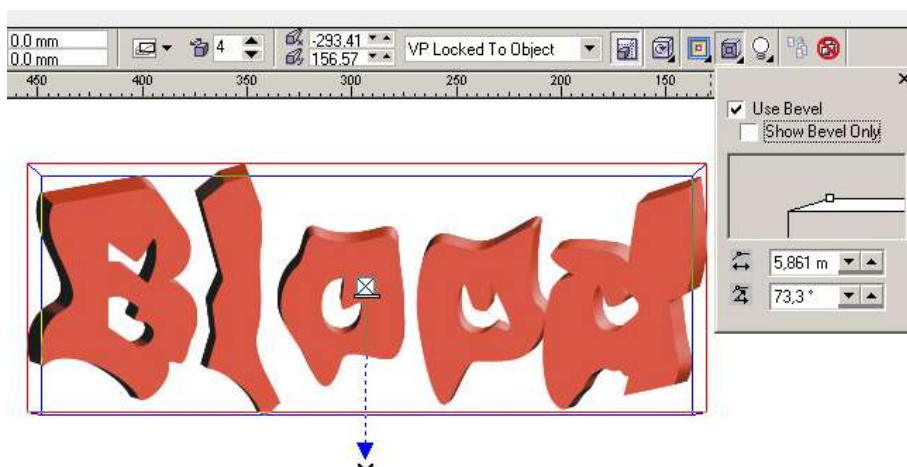 0.0 mm
0.0 mm
4
-293.41
156.57
VP Locked To Object
450 400 350 300 250 200 150
Use Bevel
Show Bevel Only
5,861 m
73,3 °
Blood